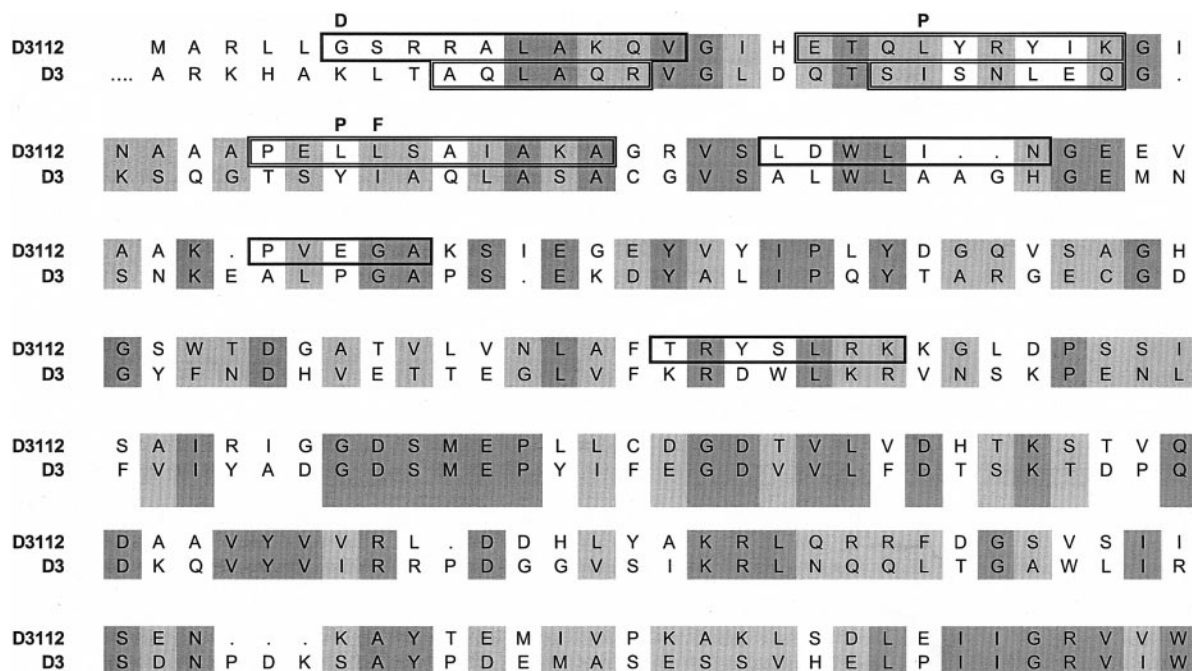 D P
D3112 M A R L L G S R R A L A K Q V G I H E T Q L Y R Y I K G I
D3 .... A R K H A K L T A Q L A Q R V G L D Q T S I S N L E Q G .
P F
D3112 N A A A P E L L S A I A K A G R V S L D W L I . . N G E E V
D3 K S Q G T S Y I A Q L A S A C G V S A L W L A A G H G E M N
D3112 A A K . P V E G A K S I E G E Y V Y I P L Y D G Q V S A G H
D3 S N K E A L P G A P S . E K D Y A L I P Q Y T A R G E C G D
D3112 G S W T D G A T V L V N L A F T R Y S L R K K G L D P S S I
D3 G Y F N D H V E T T E G L V F K R D W L K R V N S K P E N L
D3112 S A I R I G G D S M E P L L C D G D T V L V D H T K S T V Q
D3 F V I Y A D G D S M E P Y I F E G D V V L F D T S K T D P Q
D3112 D A A V Y V V R L . D D H L Y A K R L Q R R F D G S V S I I
D3 D K Q V Y V I R R P D G G V S I K R L N Q Q L T G A W L I R
D3112 S E N . . . K A Y T E M I V P K A K L S D L E I I G R V V W
D3 S D N P D K S A Y P D E M A S E S S V H E L P I I G R V I W